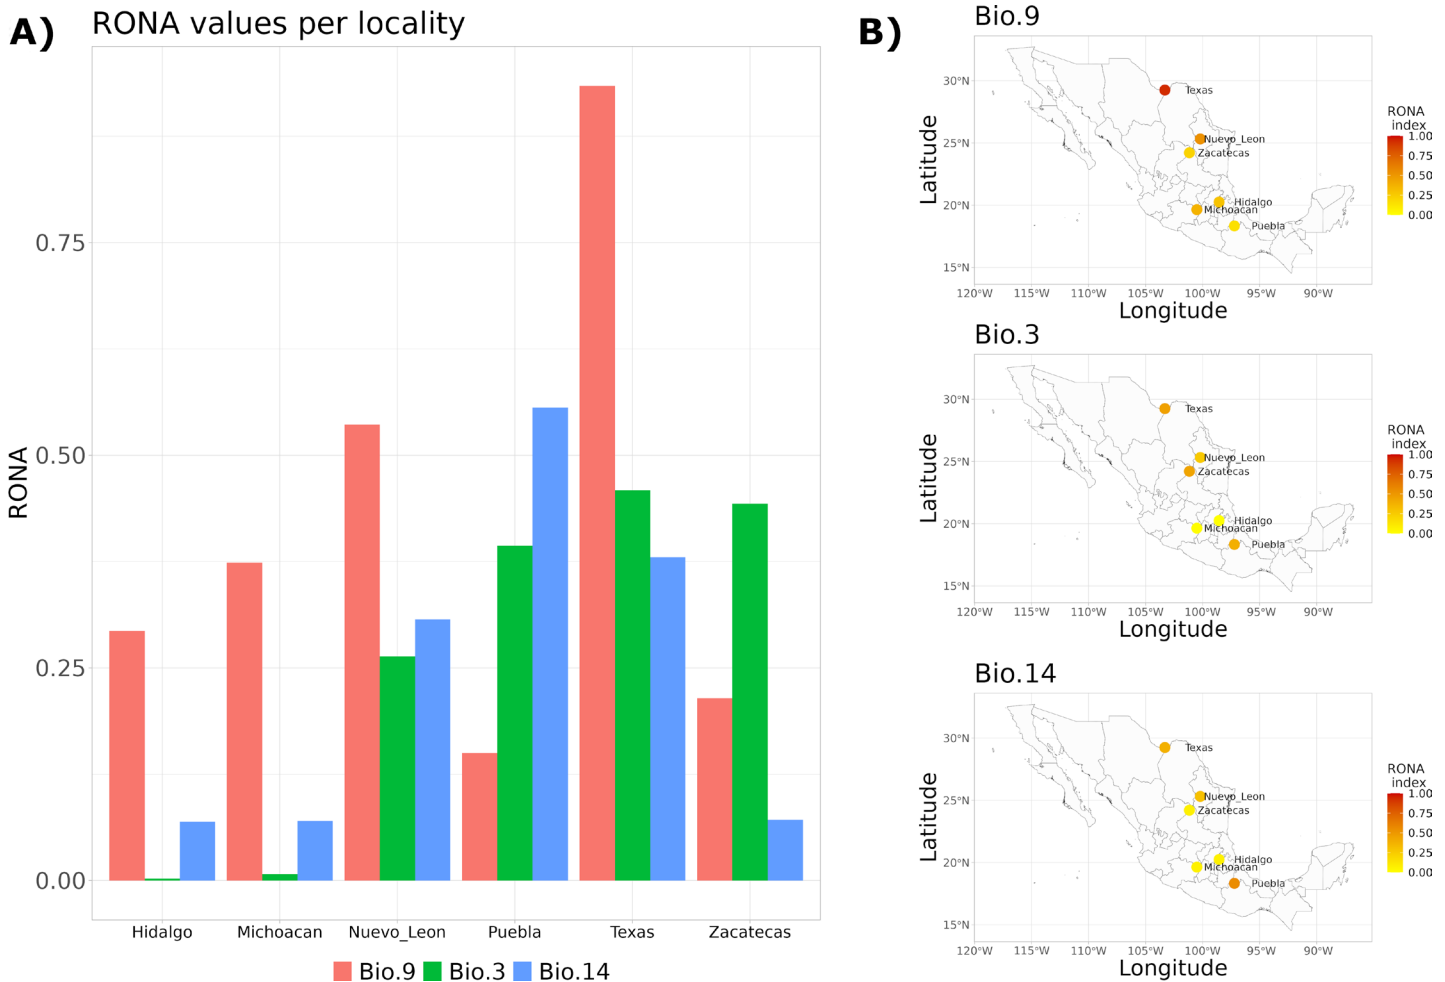 A)
RONA values per locality
RONA
0.75
0.50
0.25
0.00
Hidalgo Michoacan Nuevo_Leon Puebla Texas Zacatecas
Bio.9 Bio.3 Bio.14
B)
Bio.9
Latitude
30°N
25°N
20°N
15°N
Texas
Nuevo_Leon
Zacatecas
Hidalgo
Michoacan
Puebla
120°W 115°W 110°W 105°W 100°W 95°W 90°W
Longitude
RONA
index
1.00
0.75
0.50
0.25
0.00
Bio.3
Latitude
30°N
25°N
20°N
15°N
Texas
Nuevo_Leon
Zacatecas
Hidalgo
Michoacan
Puebla
120°W 115°W 110°W 105°W 100°W 95°W 90°W
Longitude
RONA
index
1.00
0.75
0.50
0.25
0.00
Bio.14
Latitude
30°N
25°N
20°N
15°N
Texas
Nuevo_Leon
Zacatecas
Hidalgo
Michoacan
Puebla
120°W 115°W 110°W 105°W 100°W 95°W 90°W
Longitude
RONA
index
1.00
0.75
0.50
0.25
0.00